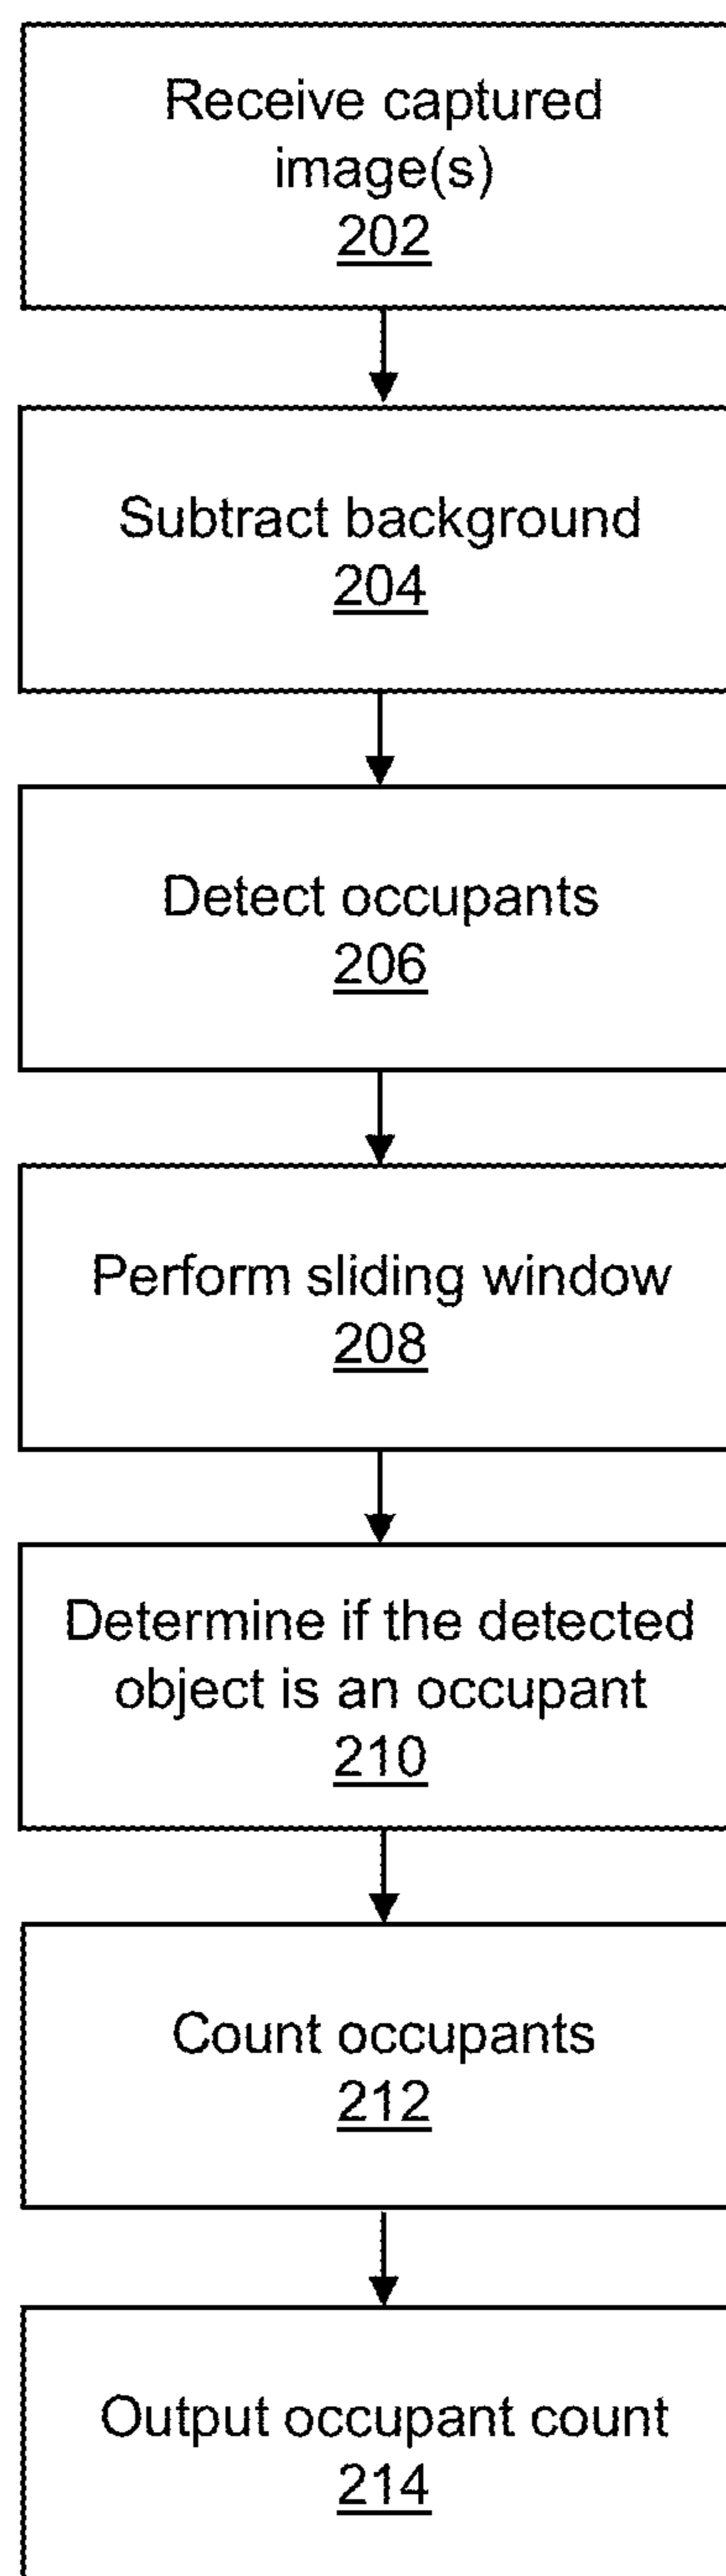 Receive captured
image(s)
202
Subtract background
204
Detect occupants
206
Perform sliding window
208
Determine if the detected
object is an occupant
210
Count occupants
212
Output occupant count
214